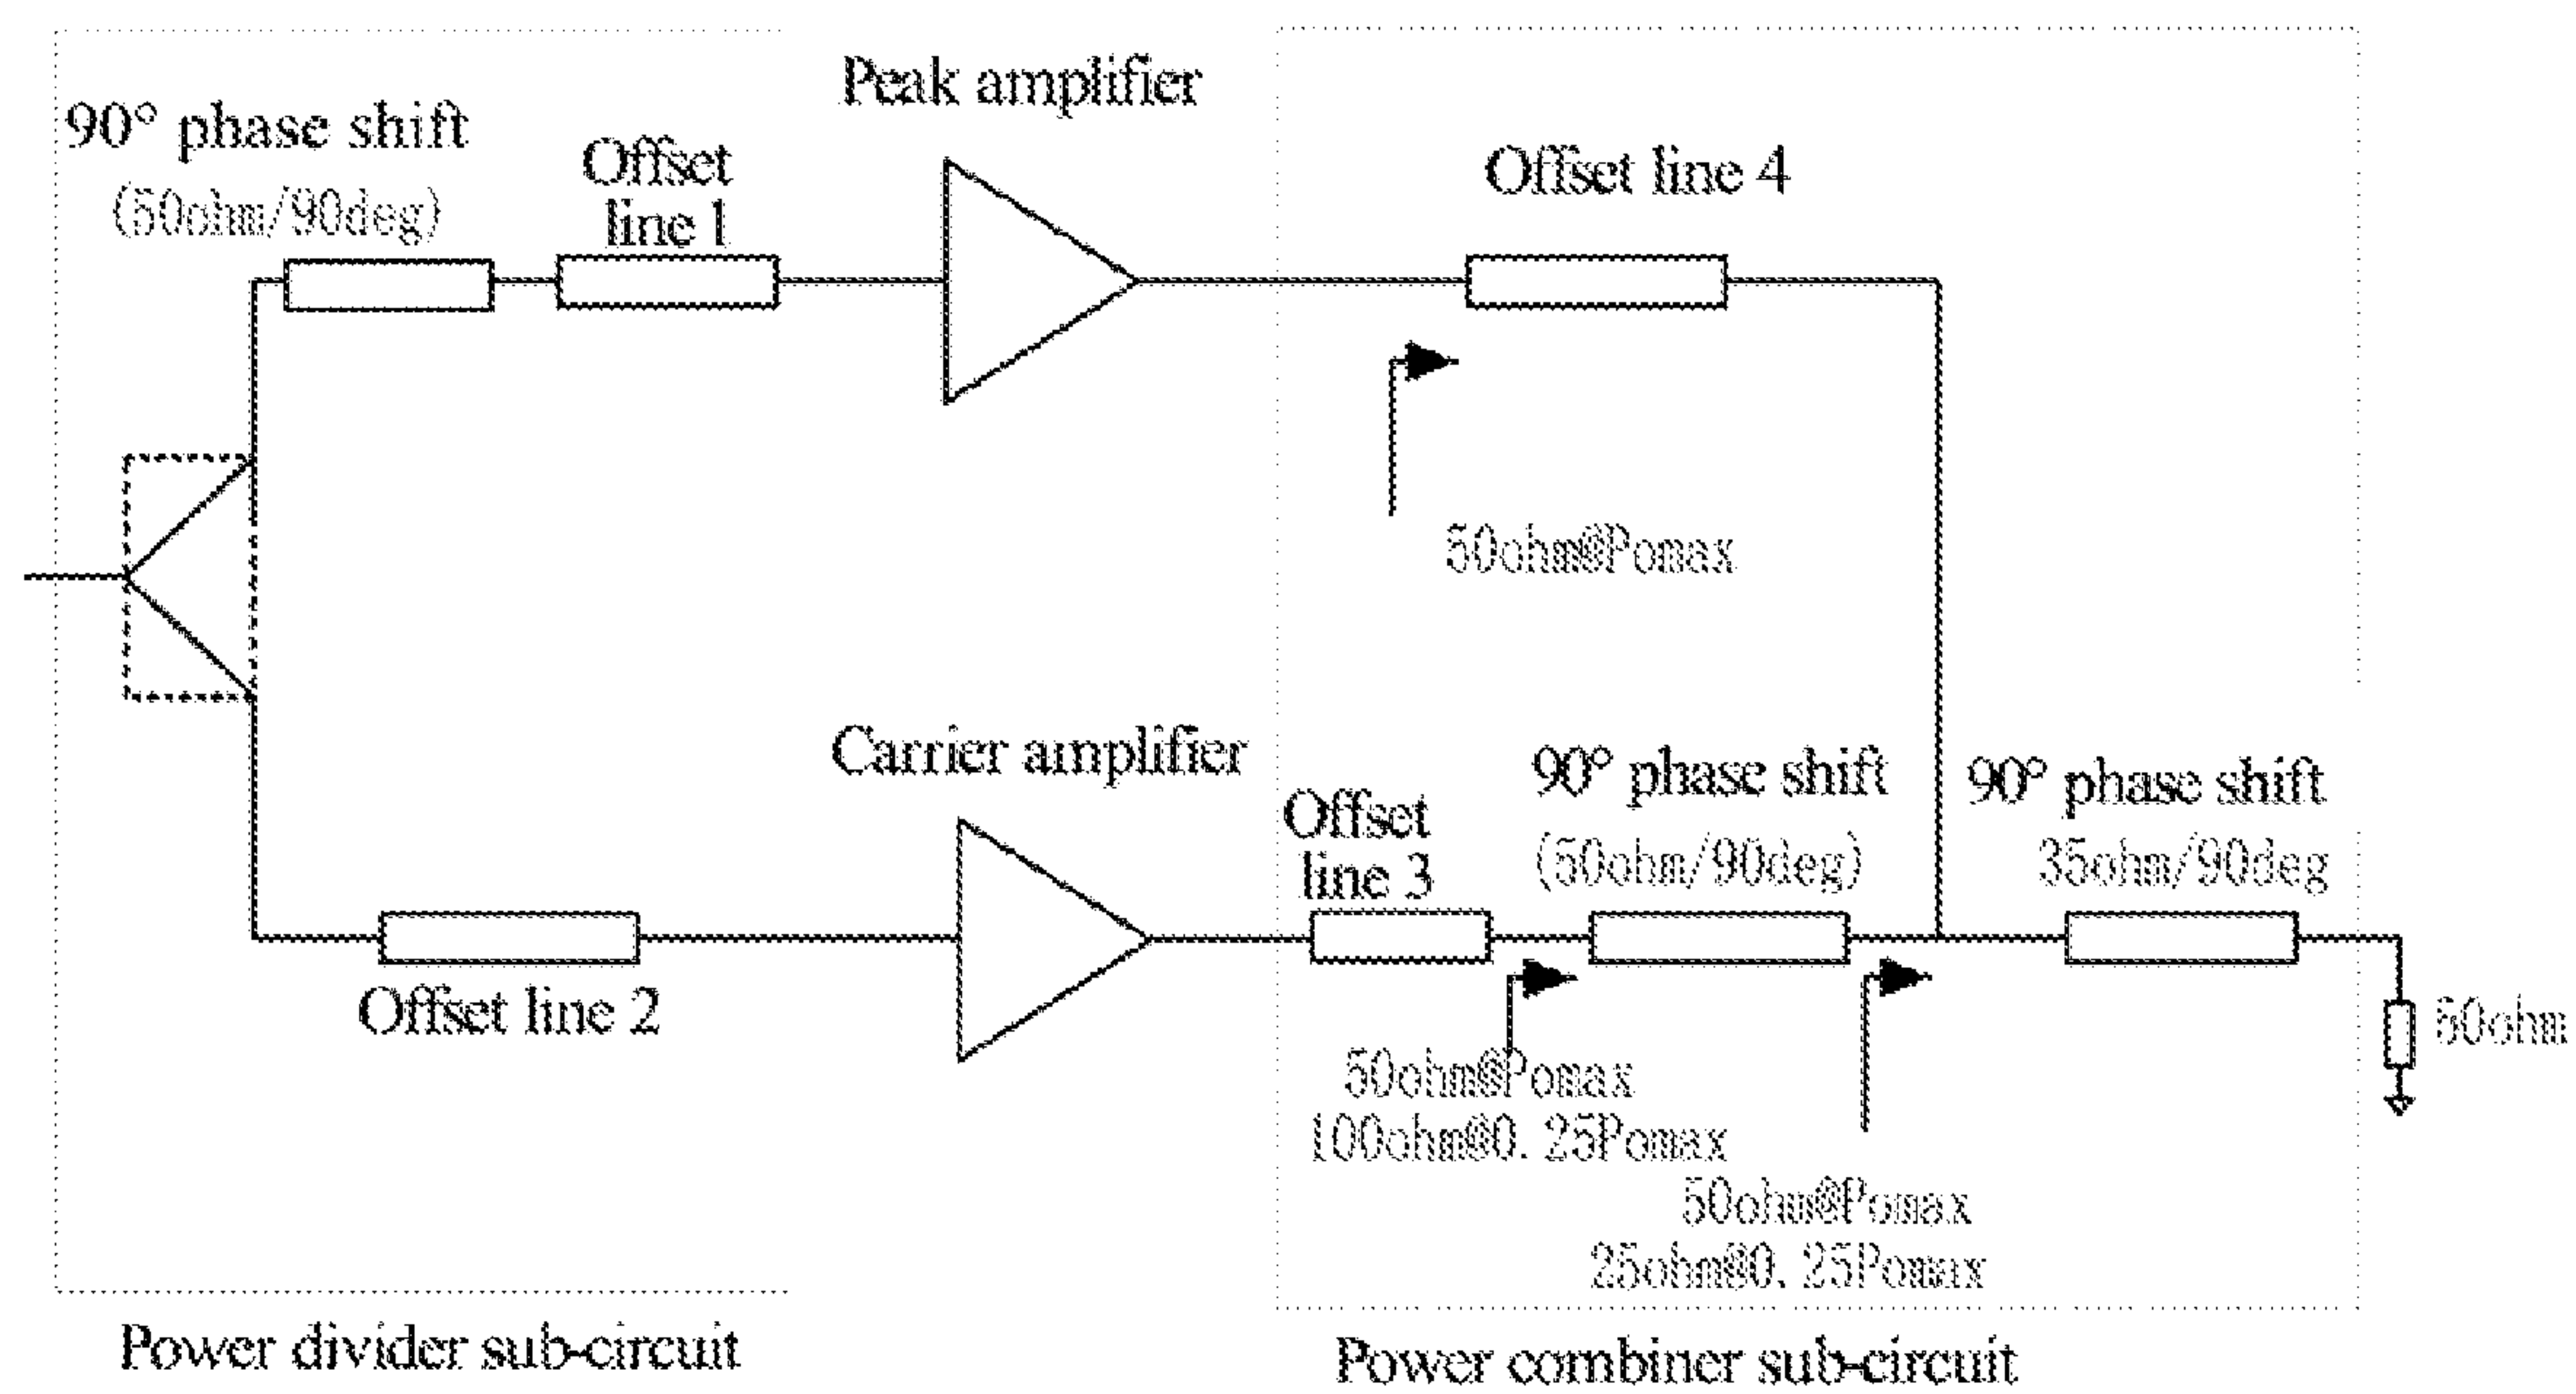 Peak amplifier
90° phase shift
(50ohm/90deg)
Offset
line 1
Offset line 4
50ohm@Pomax
Carrier amplifier
Offset line 2
Offset
line 3
90° phase shift
(50ohm/90deg)
90° phase shift
35ohm/90deg
50ohm
50ohm@Pomax
100ohm@0.25Pomax
50ohm@Pomax
25ohm@0.25Pomax
Power divider sub-circuit
Power combiner sub-circuit